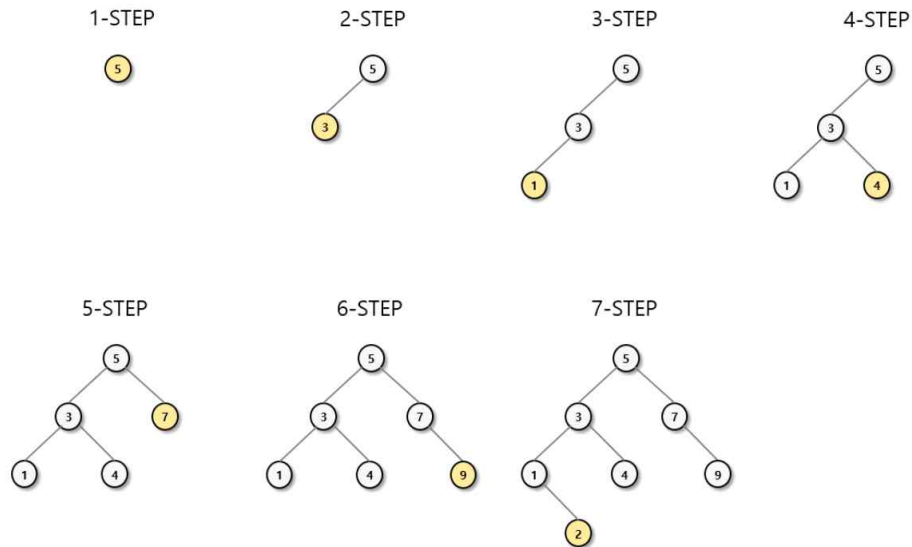 1-STEP 2-STEP 3-STEP 4-STEP
5 5 5 5
3 3 3
1 1 4
5-STEP 6-STEP 7-STEP
5 5 5
3 7 3 7 3 7
1 4 1 4 9 1 4 9
2